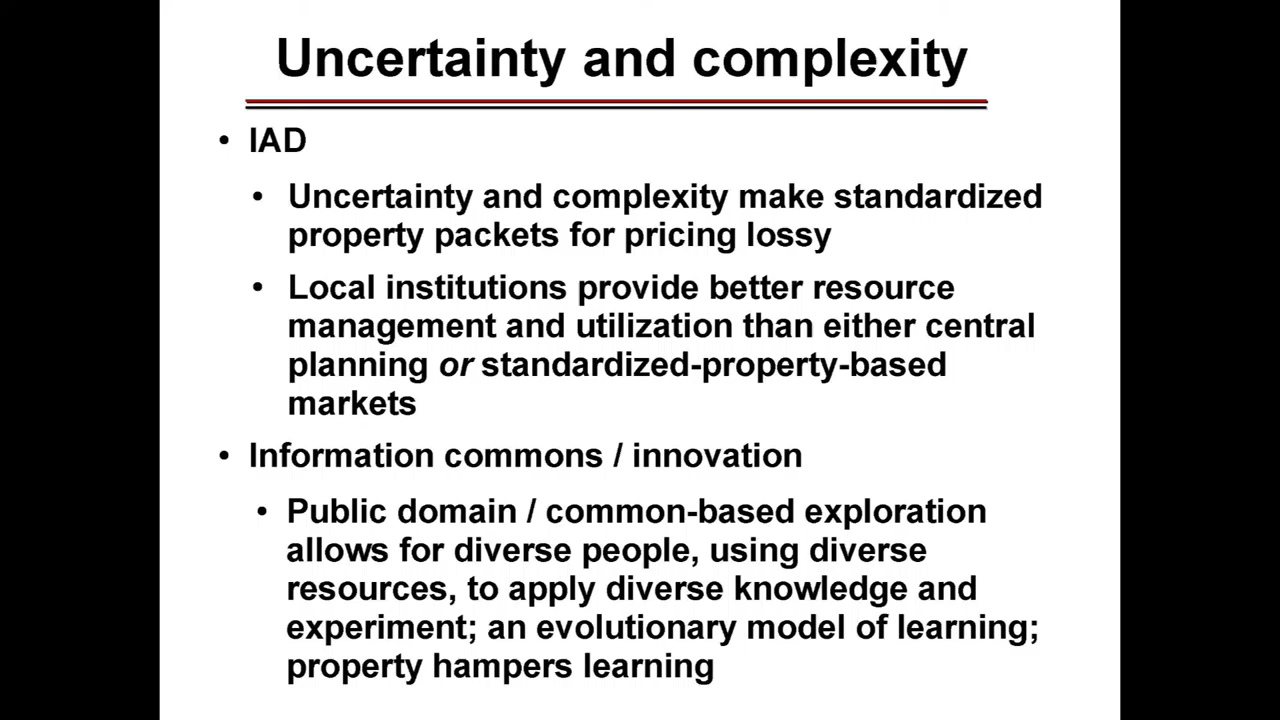 Uncertainty and complexity
• IAD
• Uncertainty and complexity make standardized
property packets for pricing lossy
• Local institutions provide better resource
management and utilization than either central
planning or standardized-property-based
markets
• Information commons / innovation
• Public domain / common-based exploration
allows for diverse people, using diverse
resources, to apply diverse knowledge and
experiment; an evolutionary model of learning;
property hampers learning